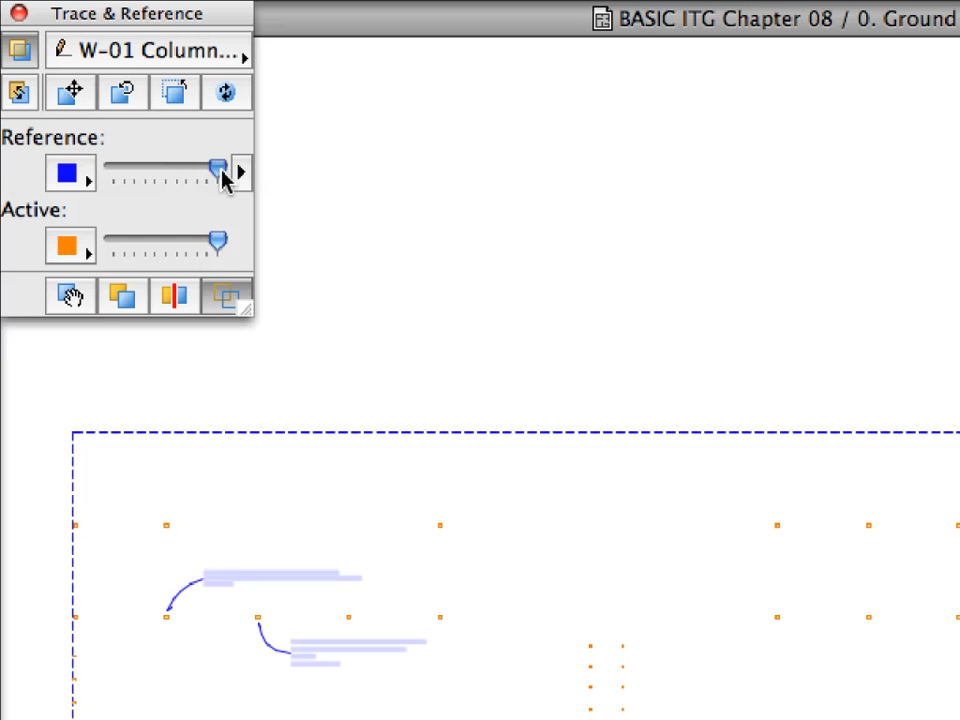 Trace & Reference
BASIC ITG Chapter 08 / 0. Ground
W-01 Column...
Reference:
Active: